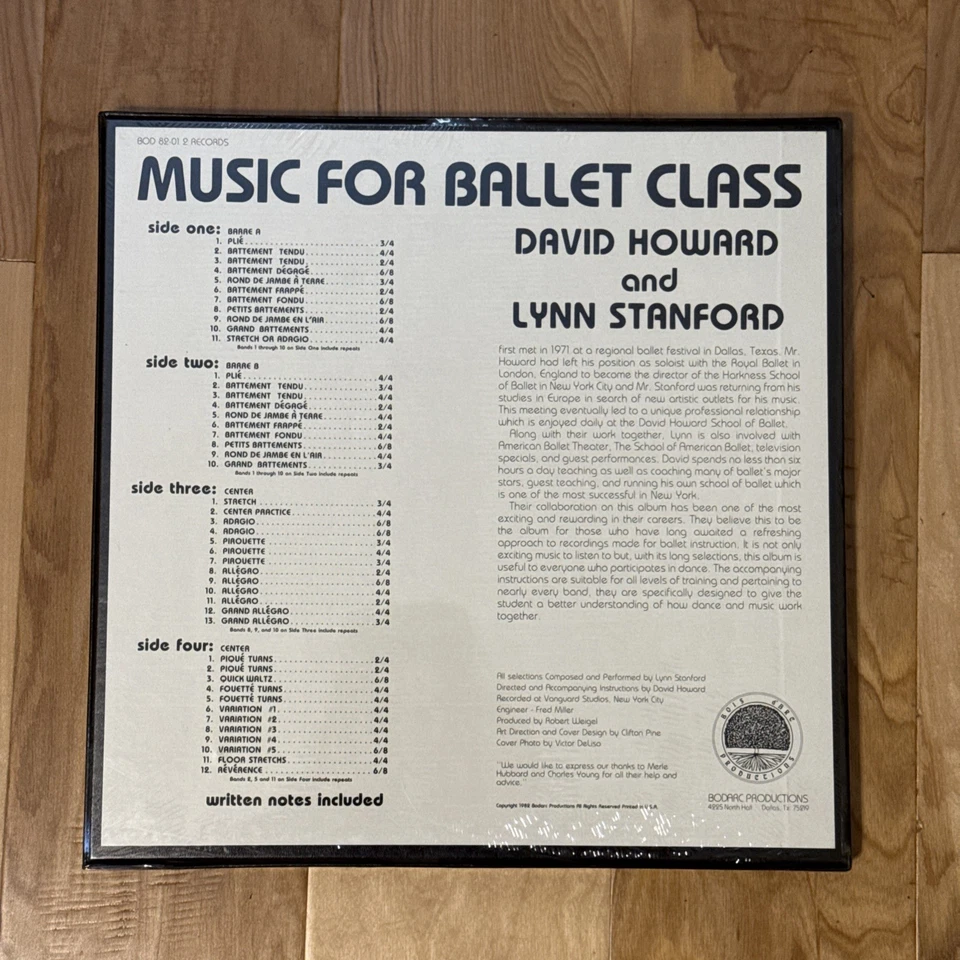 BOD 82-01 2 RECORDS
MUSIC FOR BALLET CLASS
side one: BARRE A
1. PLIÉ 3/4
2. BATTEMENT TENDU 4/4
3. BATTEMENT TENDU 2/4
4. BATTEMENT DÉGAGÉ 6/8
5. ROND DE JAMBE À TERRE 3/4
6. BATTEMENT FRAPPÉ 2/4
7. BATTEMENT FONDU 6/8
8. PETITS BATTEMENTS 2/4
9. ROND DE JAMBE EN L'AIR 6/8
10. GRAND BATTEMENTS 4/4
11. STRETCH OR ADAGIO 4/4
Bands 1 through 10 on Side One include repeats
side two: BARRE B
1. PLIÉ 4/4
2. BATTEMENT TENDU 3/4
3. BATTEMENT TENDU 4/4
4. BATTEMENT DÉGAGÉ 2/4
5. ROND DE JAMBE À TERRE 4/4
6. BATTEMENT FRAPPÉ 2/4
7. BATTEMENT FONDU 4/4
8. PETITS BATTEMENTS 6/8
9. ROND DE JAMBE EN L'AIR 4/4
10. GRAND BATTEMENTS 3/4
Bands 1 through 10 on Side Two include repeats
side three: CENTER
1. STRETCH 3/4
2. CENTER PRACTICE 4/4
3. ADAGIO 6/8
4. ADAGIO 6/8
5. PIROUETTE 3/4
6. PIROUETTE 4/4
7. PIROUETTE 3/4
8. ALLÉGRO 2/4
9. ALLÉGRO 6/8
10. ALLÉGRO 4/4
11. ALLÉGRO 2/4
12. GRAND ALLÉGRO 4/4
13. GRAND ALLÉGRO 3/4
Bands 8, 9, and 10 on Side Three include repeats
side four: CENTER
1. PIQUÉ TURNS 2/4
2. PIQUÉ TURNS 2/4
3. QUICK WALTZ 6/8
4. FOUETTÉ TURNS 4/4
5. FOUETTÉ TURNS 4/4
6. VARIATION #1 4/4
7. VARIATION #2 4/4
8. VARIATION #3 4/4
9. VARIATION #4 4/4
10. VARIATION #5 6/8
11. FLOOR STRETCHS 4/4
12. RÉVÉRENCE 6/8
Bands 2, 5 and 11 on Side Four include repeats
written notes included
DAVID HOWARD
and
LYNN STANFORD
first met in 1971 at a regional ballet festival in Dallas, Texas. Mr.
Howard had left his position as soloist with the Royal Ballet in
London, England to become the director of the Harkness School
of Ballet in New York City and Mr. Stanford was returning from his
studies in Europe in search of new artistic outlets for his music.
This meeting eventually led to a unique professional relationship
which is enjoyed daily at the David Howard School of Ballet.
Along with their work together, Lynn is also involved with
American Ballet Theater, The School of American Ballet, television
specials, and guest performances. David spends no less than six
hours a day teaching as well as coaching many of ballet's major
stars, guest teaching, and running his own school of ballet which
is one of the most successful in New York.
Their collaboration on this album has been one of the most
exciting and rewarding in their careers. They believe this to be
the album for those who have long awaited a refreshing
approach to recordings made for ballet instruction. It is not only
exciting music to listen to but, with its long selections, this album is
useful to everyone who participates in dance. The accompanying
instructions are suitable for all levels of training and pertaining to
nearly every band, they are specifically designed to give the
student a better understanding of how dance and music work
together.
All selections Composed and Performed by Lynn Stanford
Directed and Accompanying Instructions by David Howard
Recorded at Vanguard Studios, New York City
Engineer - Fred Miller
Produced by Robert Weigel
Art Direction and Cover Design by Clifton Pine
Cover Photo by Victor DeLiso
"We would like to express our thanks to Merle
Hubbard and Charles Young for all their help and
advice."
Copyright 1982 Bodarc Productions All Rights Reserved Printed in U.S.A.
BOIS D'ARC
PRODUCTIONS
BODARC PRODUCTIONS
4225 North Hall Dallas, Tx 75219